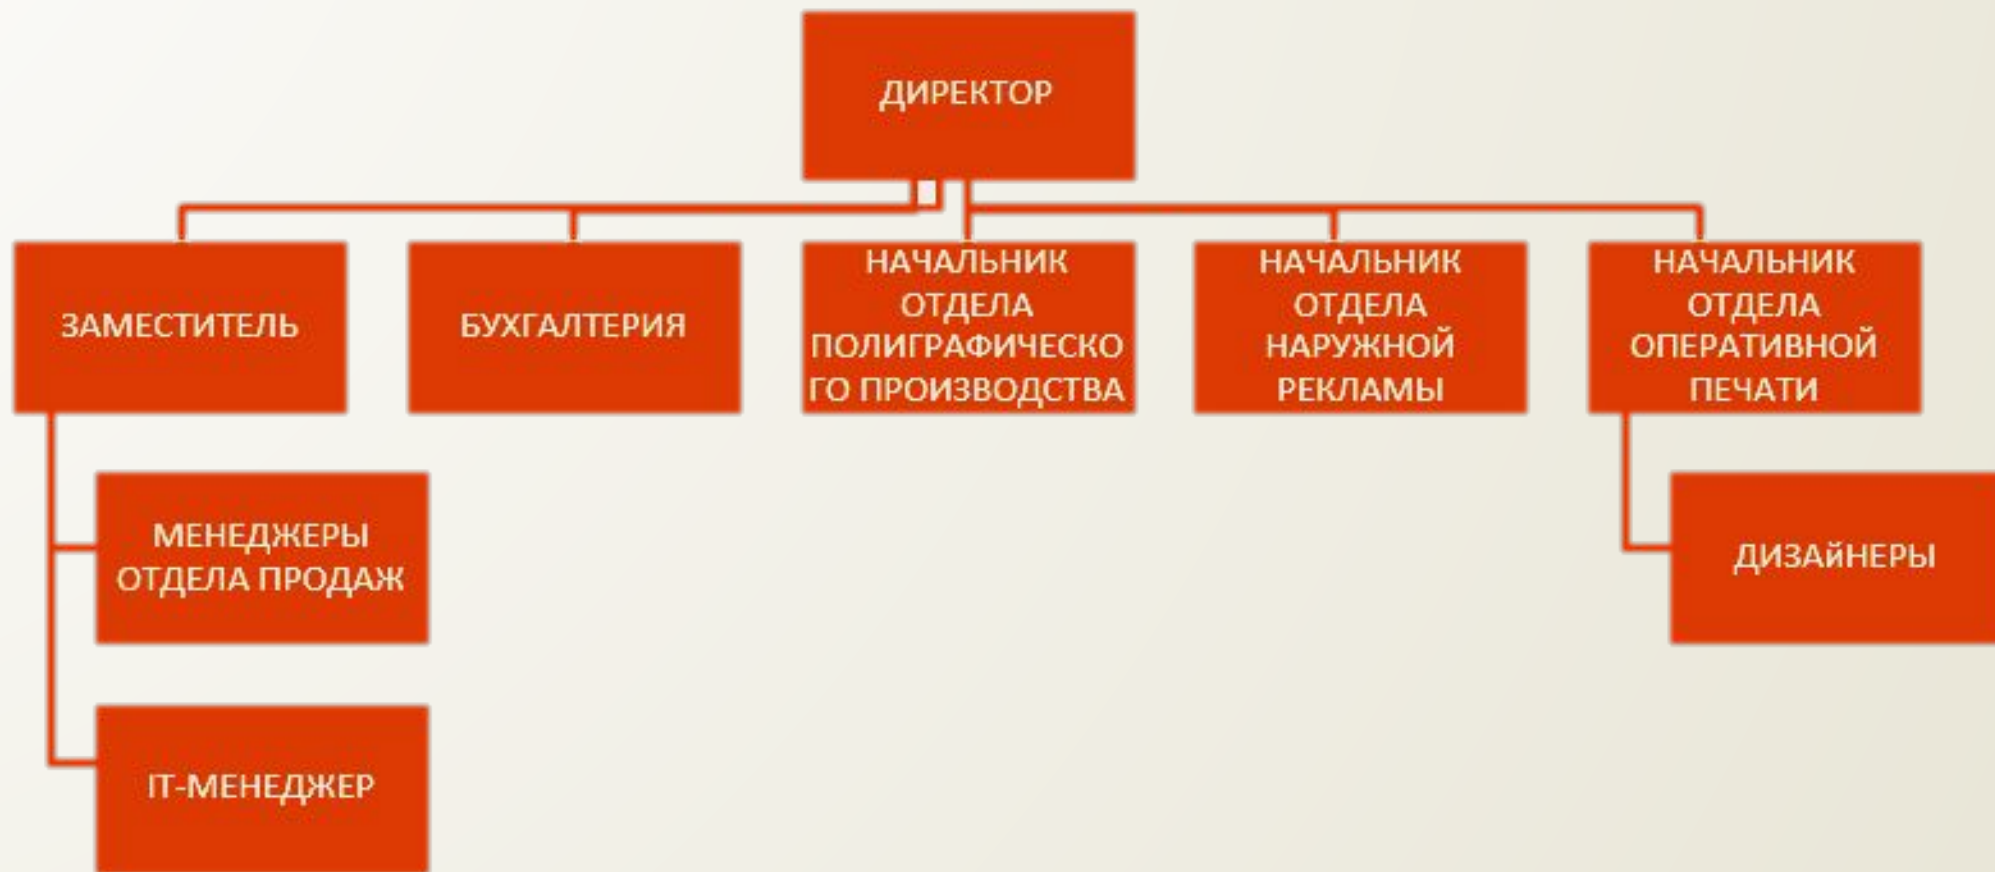 ДИРЕКТОР
ЗАМЕСТИТЕЛЬ
БУХГАЛТЕРИЯ
НАЧАЛЬНИК
ОТДЕЛА
ПОЛИГРАФИЧЕСКО
ГО ПРОИЗВОДСТВА
НАЧАЛЬНИК
ОТДЕЛА
НАРУЖНОЙ
РЕКЛАМЫ
НАЧАЛЬНИК
ОТДЕЛА
ОПЕРАТИВНОЙ
ПЕЧАТИ
МЕНЕДЖЕРЫ
ОТДЕЛА ПРОДАЖ
ДИЗАйНЕРЫ
IT-МЕНЕДЖЕР